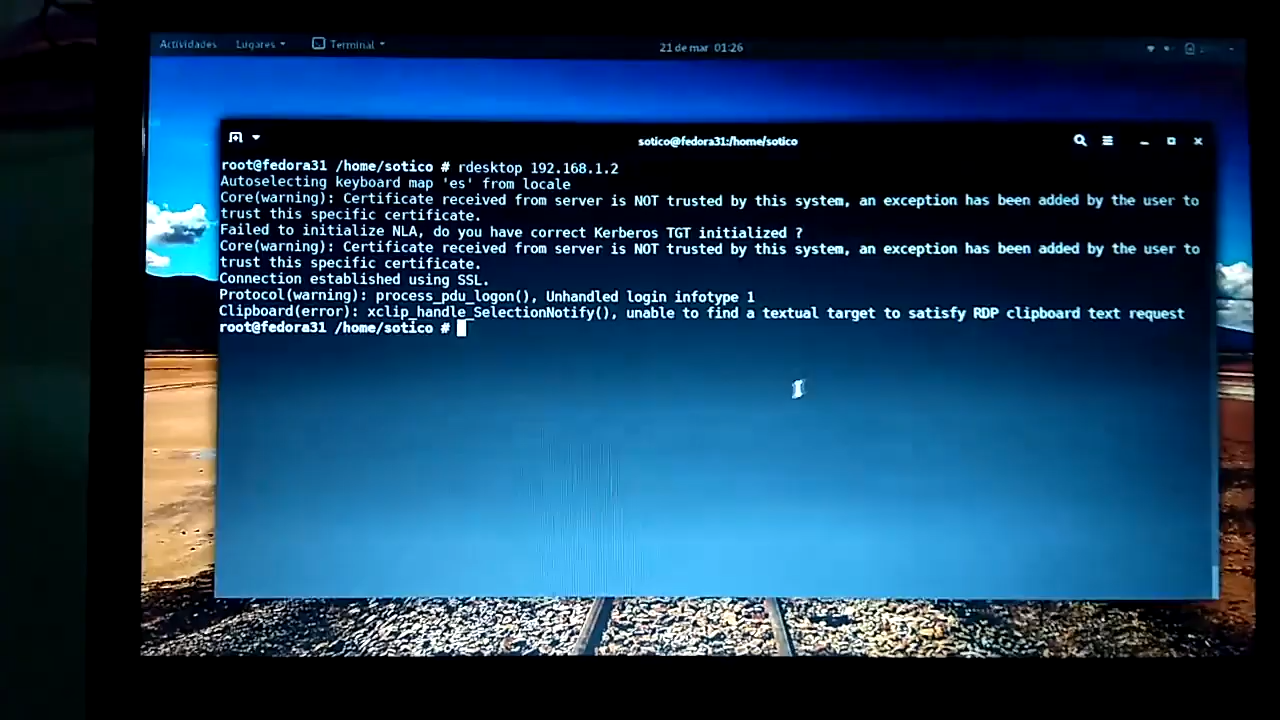 Actividades Lugares Terminal 21 de mar 01:26
sotico@fedora31:/home/sotico
root@fedora31 /home/sotico # rdesktop 192.168.1.2
Autoselecting keyboard map 'es' from locale
Core(warning): Certificate received from server is NOT trusted by this system, an exception has been added by the user to
trust this specific certificate.
Failed to initialize NLA, do you have correct Kerberos TGT initialized ?
Core(warning): Certificate received from server is NOT trusted by this system, an exception has been added by the user to
trust this specific certificate.
Connection established using SSL.
Protocol(warning): process_pdu_logon(), Unhandled login infotype 1
Clipboard(error): xclip_handle_SelectionNotify(), unable to find a textual target to satisfy RDP clipboard text request
root@fedora31 /home/sotico #